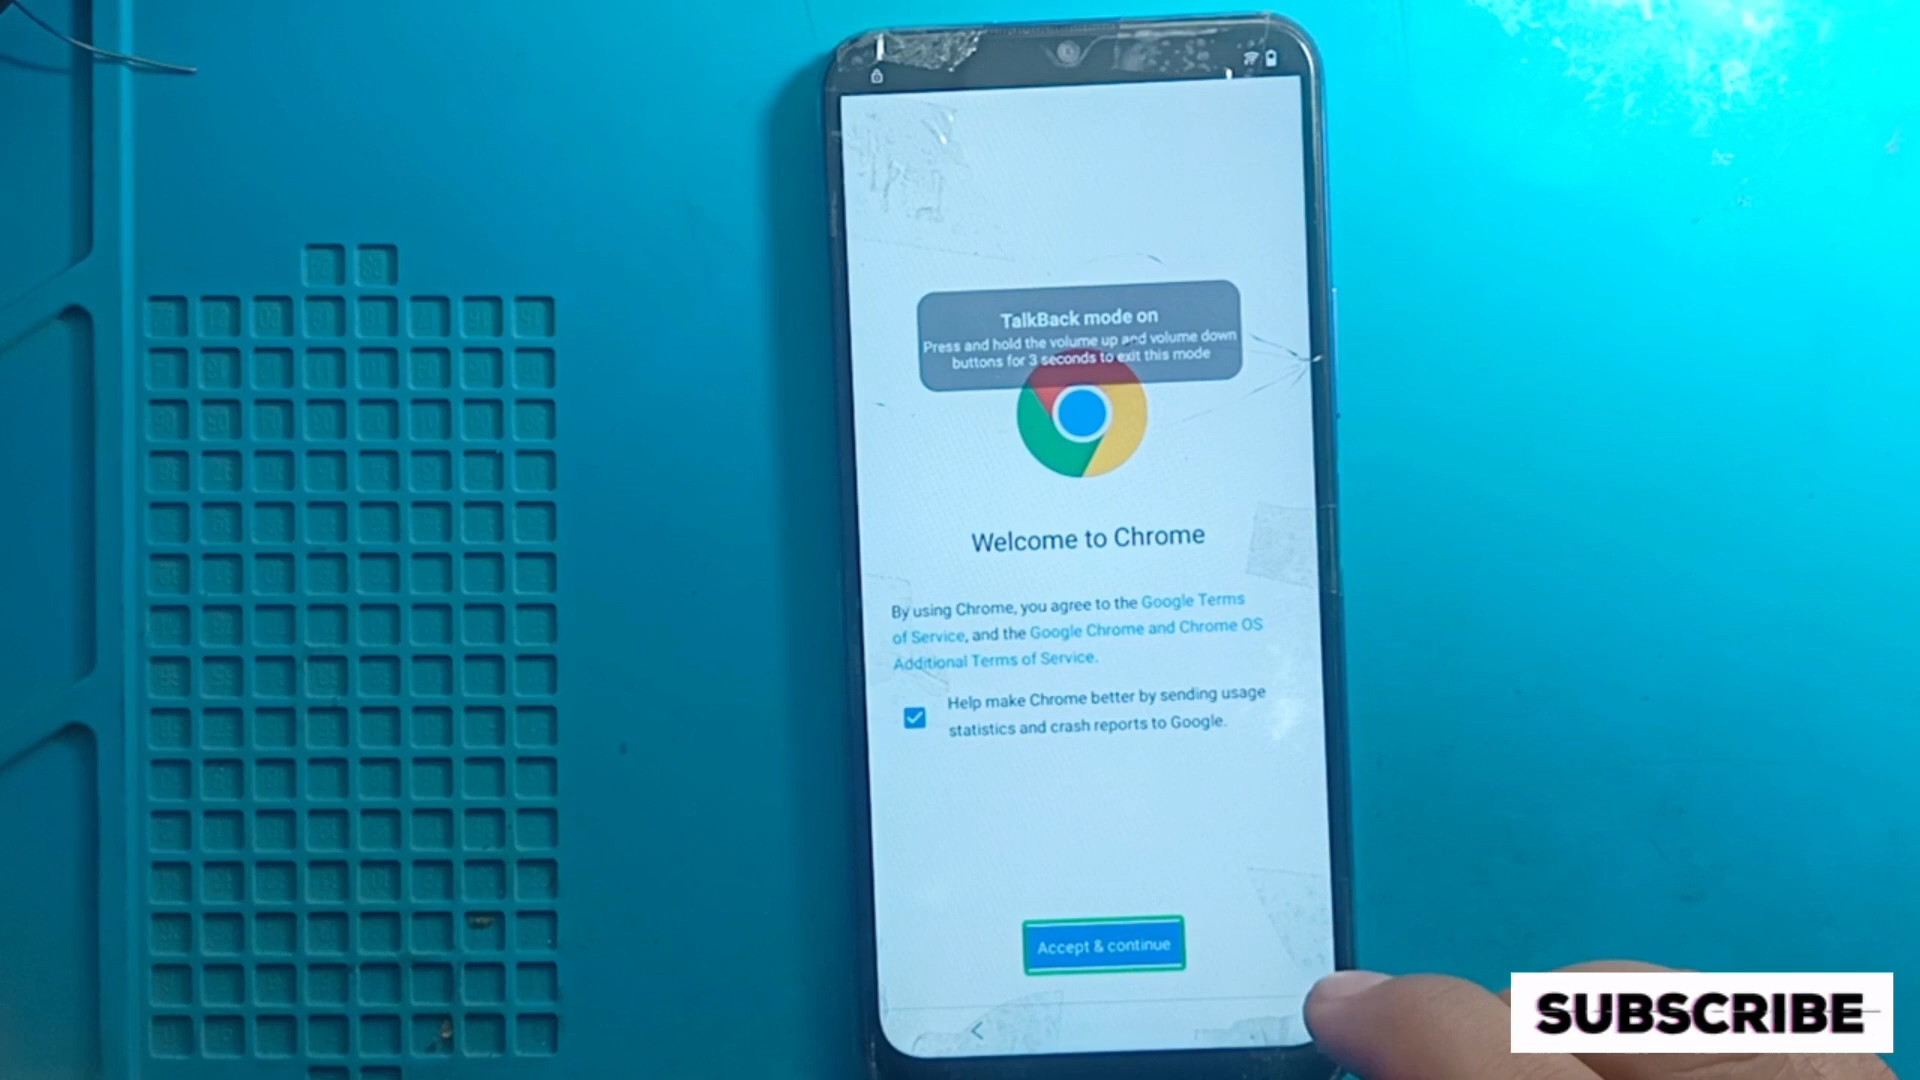 TalkBack mode on
Press and hold the volume up and volume down
buttons for 3 seconds to exit this mode
Welcome to Chrome
By using Chrome, you agree to the Google Terms
of Service, and the Google Chrome and Chrome OS
Additional Terms of Service.
Help make Chrome better by sending usage
statistics and crash reports to Google.
Accept & continue
SUBSCRIBE